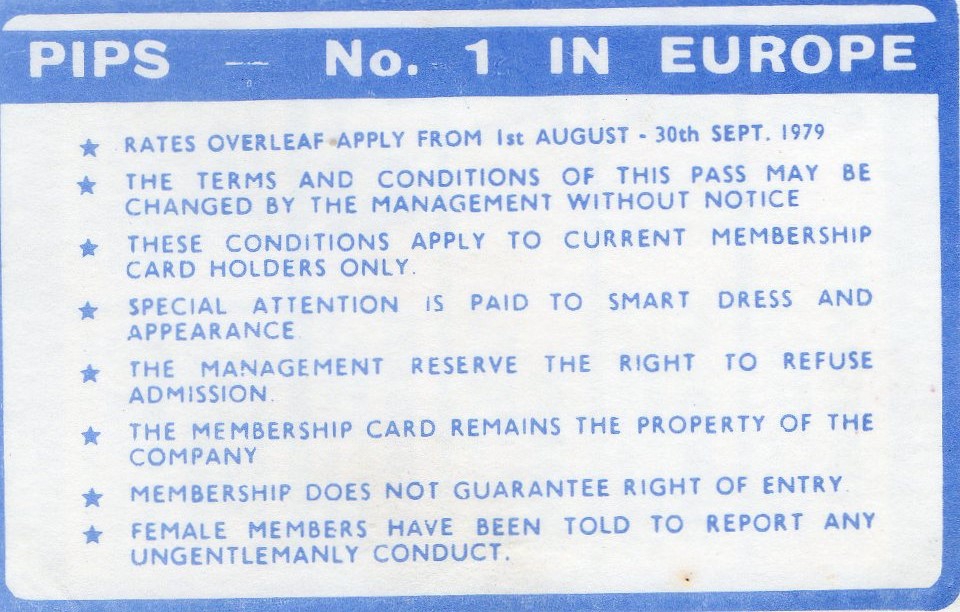 PIPS — No. 1 IN EUROPE
★ RATES OVERLEAF APPLY FROM 1st AUGUST - 30th SEPT. 1979
★ THE TERMS AND CONDITIONS OF THIS PASS MAY BE
CHANGED BY THE MANAGEMENT WITHOUT NOTICE
★ THESE CONDITIONS APPLY TO CURRENT MEMBERSHIP
CARD HOLDERS ONLY.
★ SPECIAL ATTENTION IS PAID TO SMART DRESS AND
APPEARANCE.
★ THE MANAGEMENT RESERVE THE RIGHT TO REFUSE
ADMISSION.
★ THE MEMBERSHIP CARD REMAINS THE PROPERTY OF THE
COMPANY
★ MEMBERSHIP DOES NOT GUARANTEE RIGHT OF ENTRY.
★ FEMALE MEMBERS HAVE BEEN TOLD TO REPORT ANY
UNGENTLEMANLY CONDUCT.